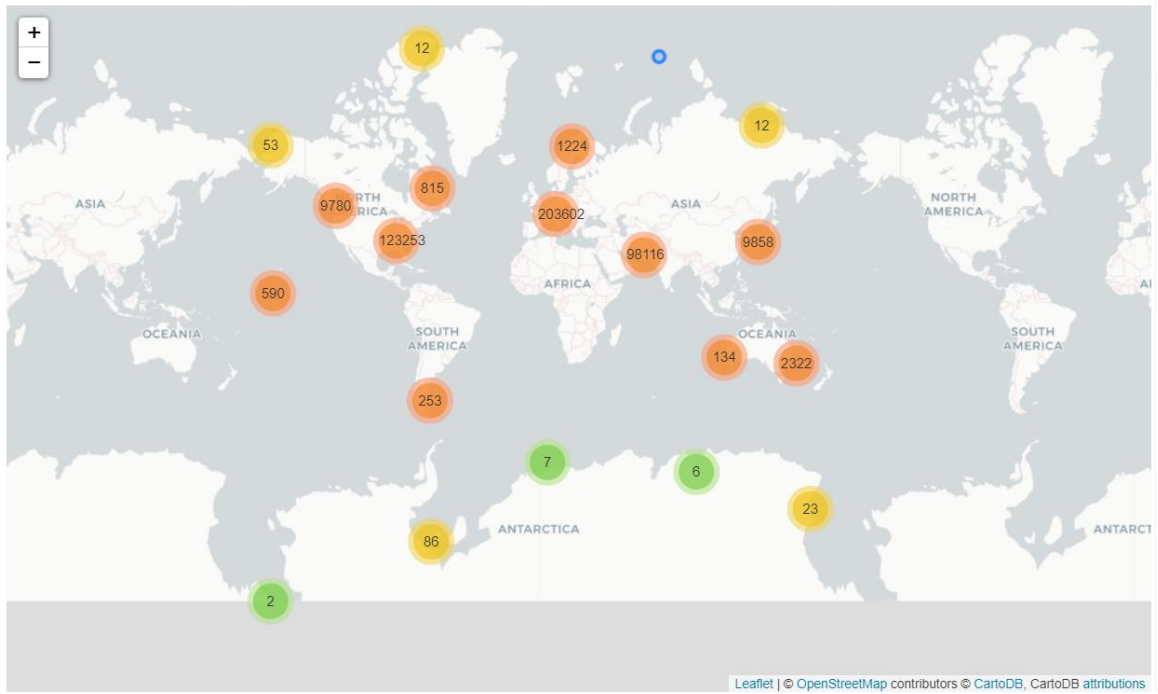 +
−
12
12
53
1224
815
ASIA
9780
NORTH
AMERICA
203602
ASIA
NORTH
AMERICA
123253
98116
9858
AFRICA
AF
590
OCEANIA
SOUTH
AMERICA
OCEANIA
SOUTH
AMERICA
134
2322
253
7
6
23
ANTARCTICA
ANTARCT
86
2
Leaflet | © OpenStreetMap contributors © CartoDB, CartoDB attributions